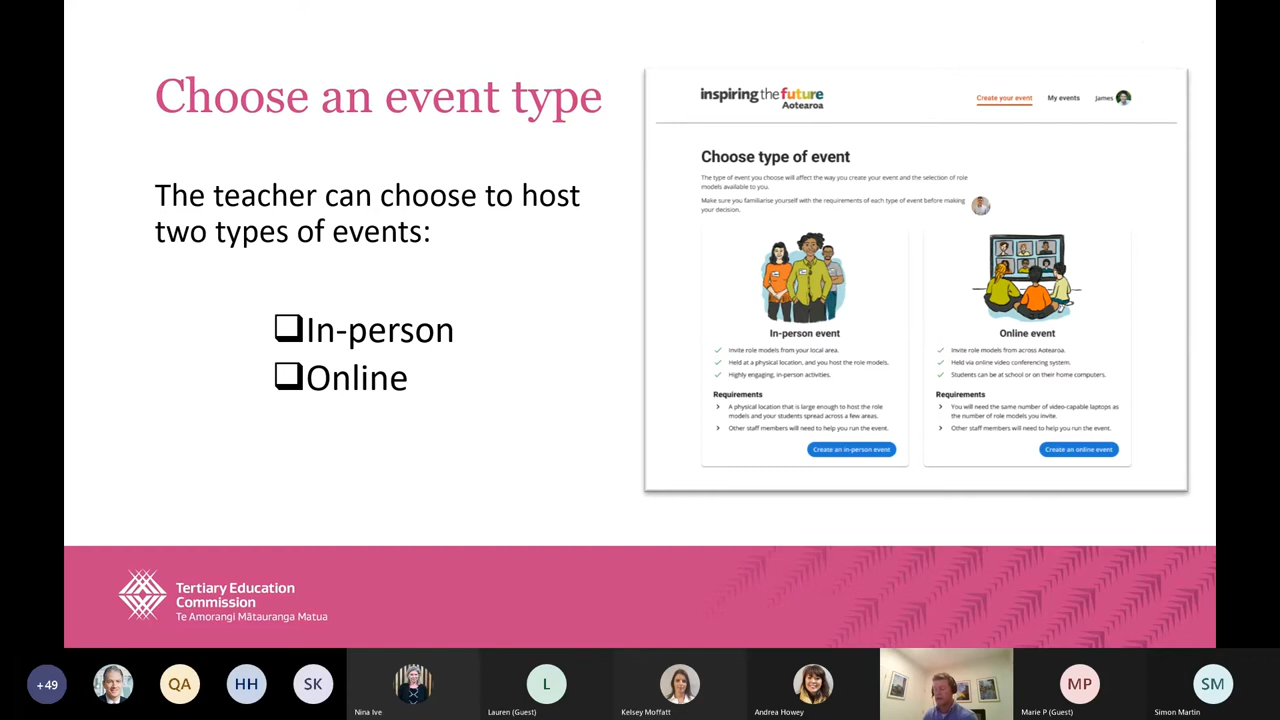 Choose an event type
The teacher can choose to host
two types of events:
In-person
Online
inspiringthefuture
Aotearoa
Create your event
My events
James
Choose type of event
The type of event you choose will affect the way you create your event and the selection of role
models available to you.
Make sure you familiarise yourself with the requirements of each type of event before making
your decision.
In-person event
Invite role models from your local area.
Held at a physical location, and you host the role models.
Highly engaging, in-person activities.
Requirements
A physical location that is large enough to host the role
models and your students spread across a few areas.
Other staff members will need to help you run the event.
Create an in-person event
Online event
Invite role models from across Aotearoa.
Held via online video conferencing system.
Students can be at school or on their home computers.
Requirements
You will need the same number of video-capable laptops as
the number of role models you invite.
Other staff members will need to help you run the event.
Create an online event
Tertiary Education
Commission
Te Amorangi Mātauranga Matua
+49
QA
HH
SK
Nina Ive
L
Lauren (Guest)
Kelsey Moffatt
Andrea Howey
MP
Marie P (Guest)
SM
Simon Martin